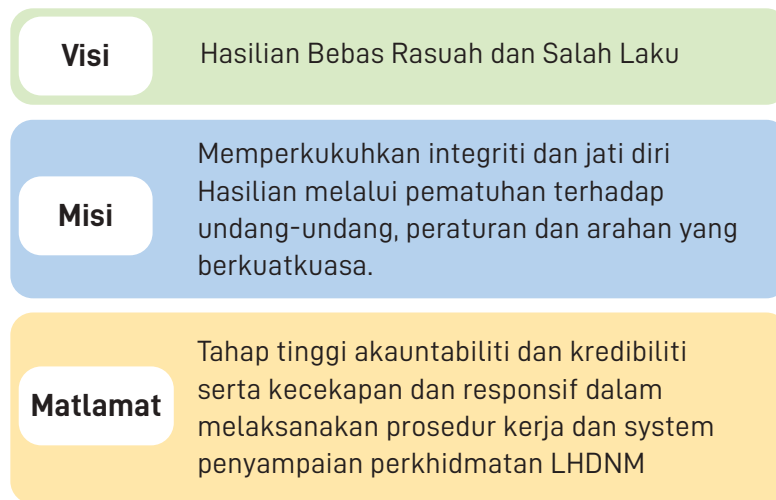 Visi
Hasilian Bebas Rasuah dan Salah Laku
Misi
Memperkukuhkan integriti dan jati diri
Hasilian melalui pematuhan terhadap
undang-undang, peraturan dan arahan yang
berkuatkuasa.
Matlamat
Tahap tinggi akauntabiliti dan kredibiliti
serta kecekapan dan responsif dalam
melaksanakan prosedur kerja dan system
penyampaian perkhidmatan LHDNM